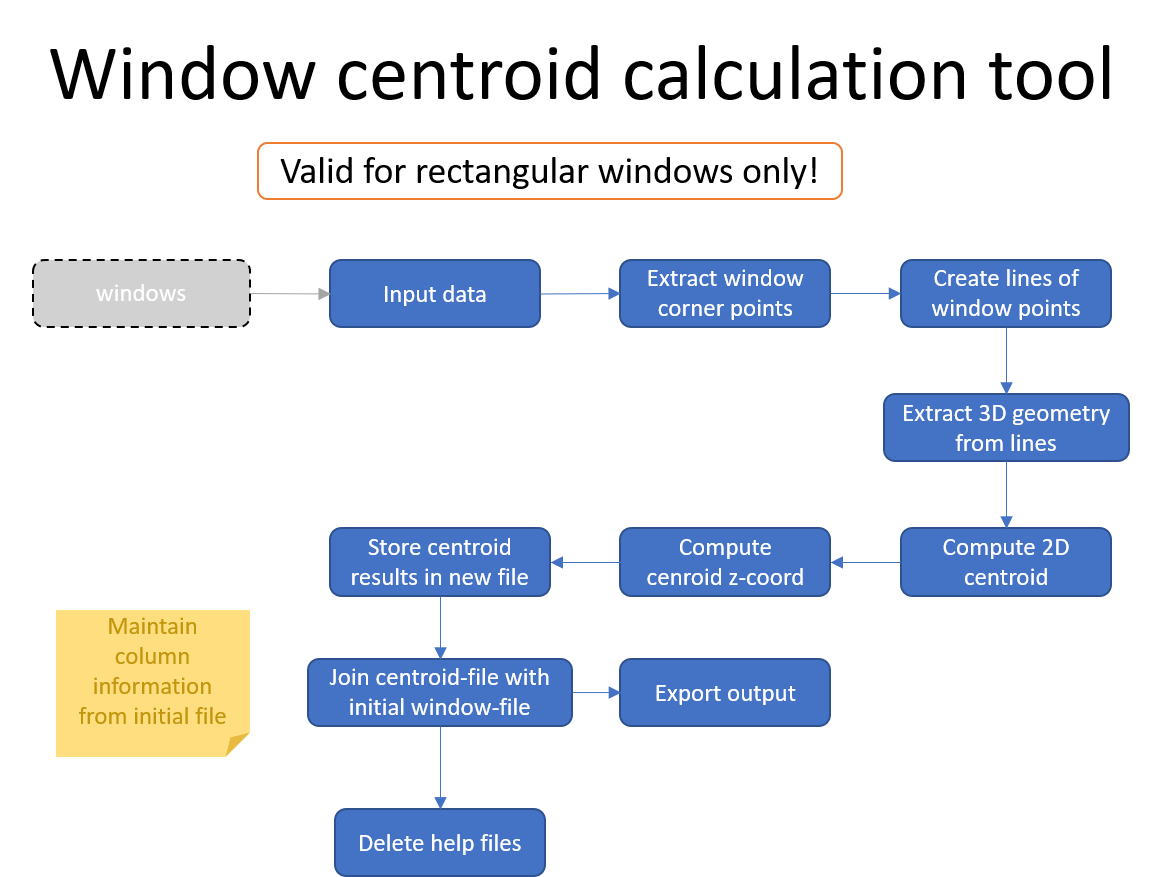 Window centroid calculation tool
Valid for rectangular windows only!
windows
Input data
Extract window
corner points
Create lines of
window points
Extract 3D geometry
from lines
Compute 2D
centroid
Compute
cenroid z-coord
Store centroid
results in new file
Maintain
column
information
from initial file
Join centroid-file with
initial window-file
Export output
Delete help files